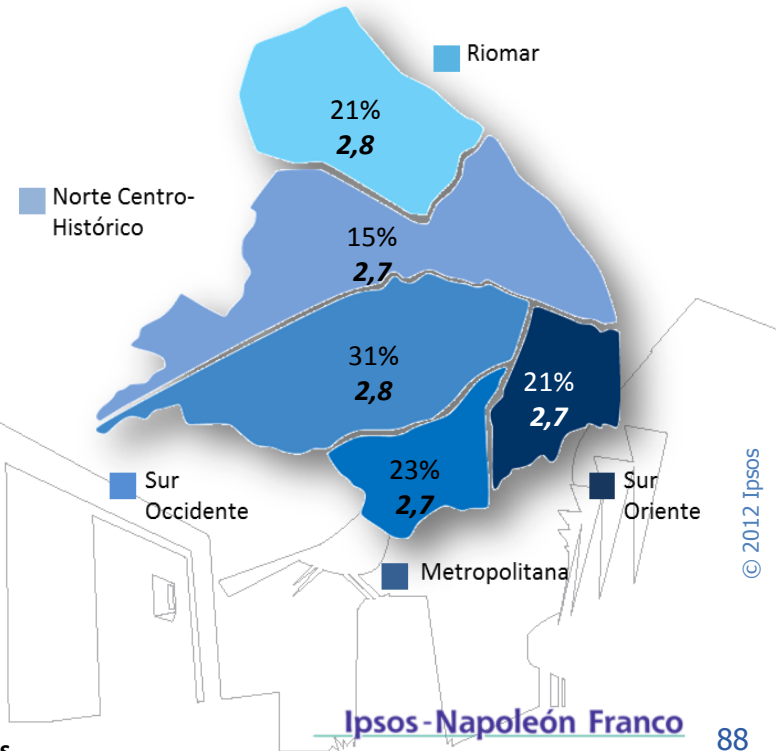 Riomar
21%
2,8
Norte Centro-
Histórico
15%
2,7
31%
2,8
21%
2,7
23%
2,7
Sur
Occidente
Sur
Oriente
Metropolitana
© 2012 Ipsos
Ipsos-Napoleón Franco
88